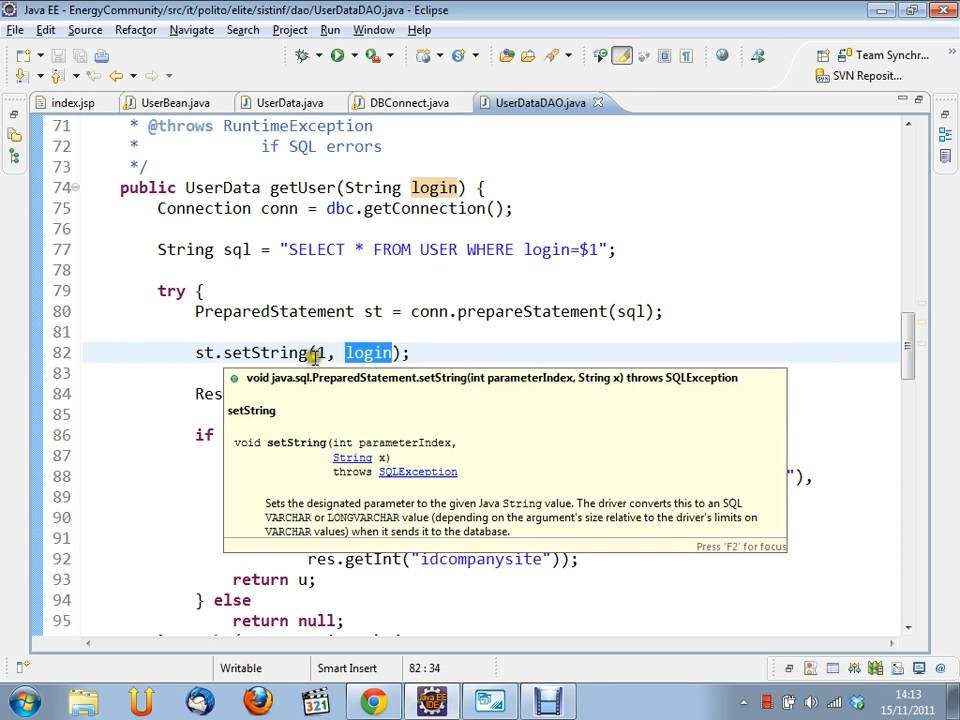 Java EE - EnergyCommunity/src/it/polito/elite/sistinf/dao/UserDataDAO.java - Eclipse
File Edit Source Refactor Navigate Search Project Run Window Help
Team Synchr...
SVN Reposit...
index.jsp UserBean.java UserData.java DBConnect.java UserDataDAO.java
71 * @throws RuntimeException
72 * if SQL errors
73 */
74 public UserData getUser(String login) {
75 Connection conn = dbc.getConnection();
76
77 String sql = "SELECT * FROM USER WHERE login=$1";
78
79 try {
80 PreparedStatement st = conn.prepareStatement(sql);
81
82 st.setString(1, login);
83
void java.sql.PreparedStatement.setString(int parameterIndex, String x) throws SQLException
84 Res
85
setString
86 if
void setString(int parameterIndex,
87
String x)
throws SQLException
88 "),
89
Sets the designated parameter to the given Java String value. The driver converts this to an SQL
90
VARCHAR or LONGVARCHAR value (depending on the argument's size relative to the driver's limits on
VARCHAR values) when it sends it to the database.
91
Press 'F2' for focus
92 res.getInt("idcompanysite"));
93 return u;
94 } else
95 return null;
Writable Smart Insert 82 : 34
321
Java EE
IDE
14:13
15/11/2011